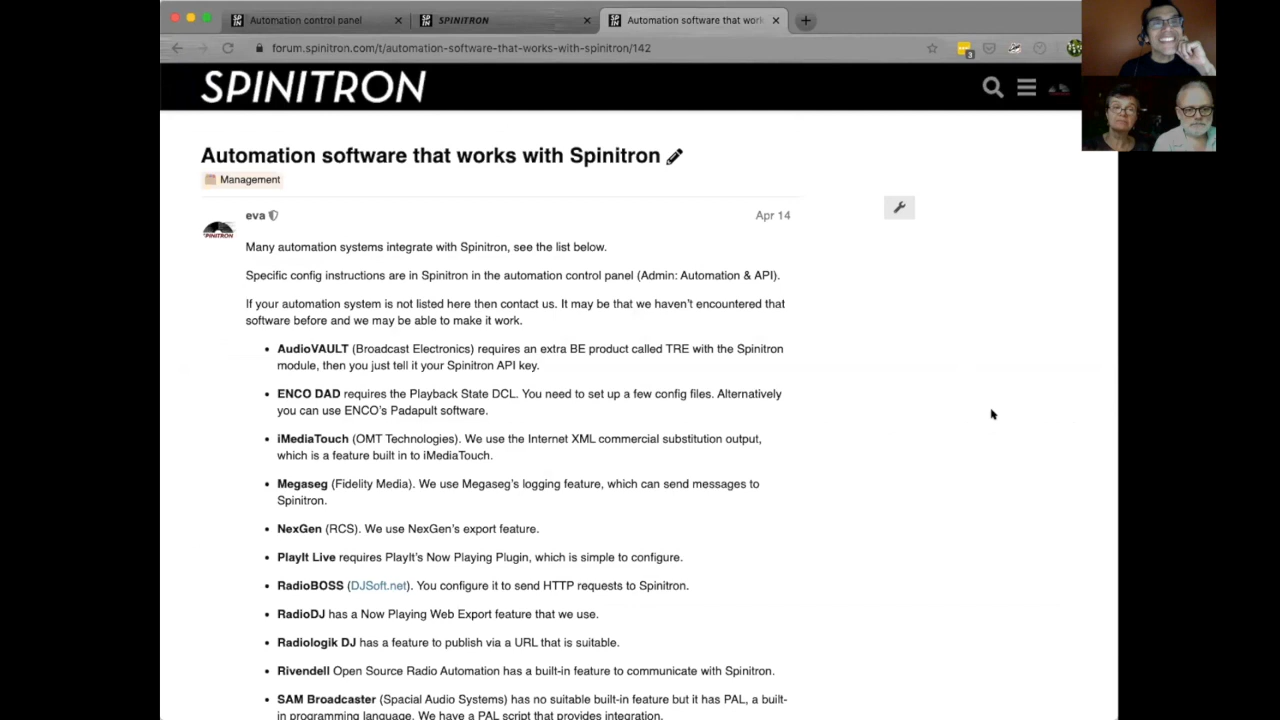 Automation control panel
SPINITRON
Automation software that work
forum.spinitron.com/t/automation-software-that-works-with-spinitron/142
3
SPINITRON
Automation software that works with Spinitron
Management
eva
Apr 14
SPINITRON
Many automation systems integrate with Spinitron, see the list below.
Specific config instructions are in Spinitron in the automation control panel (Admin: Automation & API).
If your automation system is not listed here then contact us. It may be that we haven't encountered that
software before and we may be able to make it work.
• AudioVAULT (Broadcast Electronics) requires an extra BE product called TRE with the Spinitron
module, then you just tell it your Spinitron API key.
• ENCO DAD requires the Playback State DCL. You need to set up a few config files. Alternatively
you can use ENCO's Padapult software.
• iMediaTouch (OMT Technologies). We use the Internet XML commercial substitution output,
which is a feature built in to iMediaTouch.
• Megaseg (Fidelity Media). We use Megaseg's logging feature, which can send messages to
Spinitron.
• NexGen (RCS). We use NexGen's export feature.
• PlayIt Live requires PlayIt's Now Playing Plugin, which is simple to configure.
• RadioBOSS (DJSoft.net). You configure it to send HTTP requests to Spinitron.
• RadioDJ has a Now Playing Web Export feature that we use.
• Radiologik DJ has a feature to publish via a URL that is suitable.
• Rivendell Open Source Radio Automation has a built-in feature to communicate with Spinitron.
• SAM Broadcaster (Spacial Audio Systems) has no suitable built-in feature but it has PAL, a built-
in programming language. We have a PAL script that provides integration.